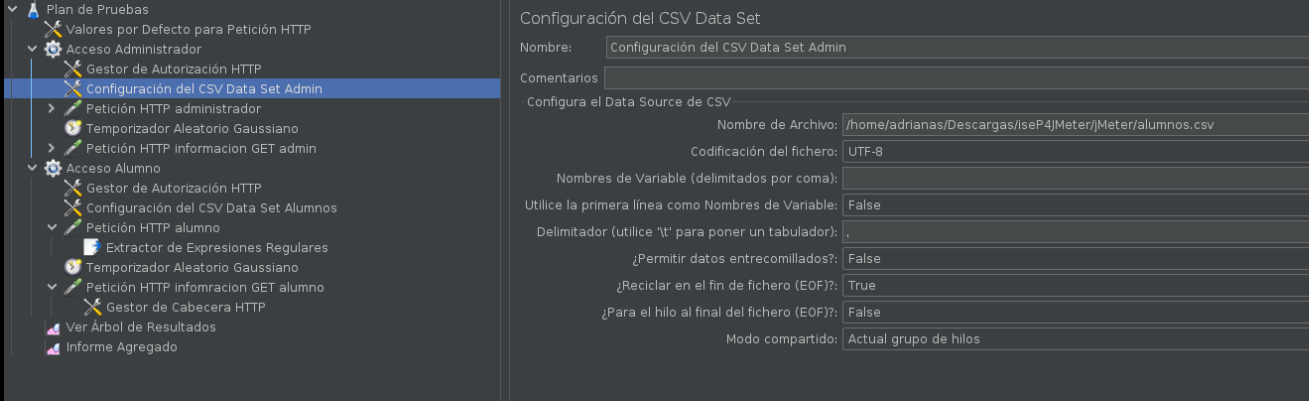 Plan de Pruebas
Valores por Defecto para Petición HTTP
Acceso Administrador
Gestor de Autorización HTTP
Configuración del CSV Data Set Admin
Petición HTTP administrador
Temporizador Aleatorio Gaussiano
Petición HTTP informacion GET admin
Acceso Alumno
Gestor de Autorización HTTP
Configuración del CSV Data Set Alumnos
Petición HTTP alumno
Extractor de Expresiones Regulares
Temporizador Aleatorio Gaussiano
Petición HTTP infomracion GET alumno
Gestor de Cabecera HTTP
Ver Árbol de Resultados
Informe Agregado
Configuración del CSV Data Set
Nombre: Configuración del CSV Data Set Admin
Comentarios
Configura el Data Source de CSV
Nombre de Archivo: /home/adrianas/Descargas/iseP4JMeter/jMeter/alumnos.csv
Codificación del fichero: UTF-8
Nombres de Variable (delimitados por coma):
Utilice la primera línea como Nombres de Variable: False
Delimitador (utilice '\t' para poner un tabulador): ,
¿Permitir datos entrecomillados?: False
¿Reciclar en el fin de fichero (EOF)?: True
¿Para el hilo al final del fichero (EOF)?: False
Modo compartido: Actual grupo de hilos